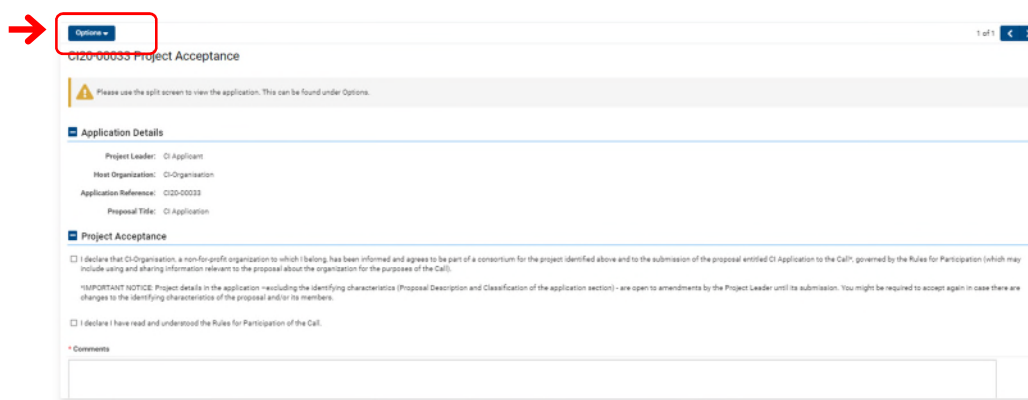 Options
1 of 1
CI20-00033 Project Acceptance
Please use the split screen to view the application. This can be found under Options.
Application Details
Project Leader: CI Applicant
Host Organization: CI-Organisation
Application Reference: CI20-00033
Proposal Title: CI Application
Project Acceptance
I declare that CI-Organisation, a non-for-profit organization to which I belong, has been informed and agrees to be part of a consortium for the project identified above and to the submission of the proposal entitled CI Application to the Call*, governed by the Rules for Participation (which may
include using and sharing information relevant to the proposal about the organization for the purposes of the Call).
*IMPORTANT NOTICE: Project details in the application –excluding the identifying characteristics (Proposal Description and Classification of the application section) - are open to amendments by the Project Leader until its submission. You might be required to accept again in case there are
changes to the identifying characteristics of the proposal and/or its members.
I declare I have read and understood the Rules for Participation of the Call.
* Comments